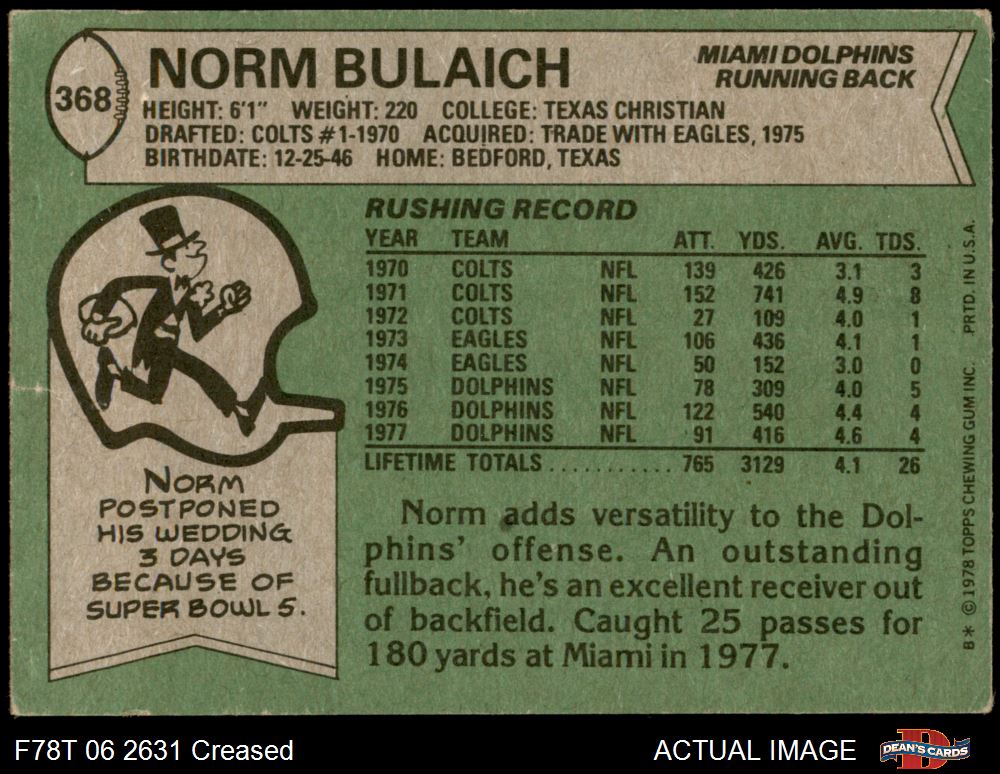 368
NORM BULAICH
MIAMI DOLPHINS
RUNNING BACK
HEIGHT: 6'1" WEIGHT: 220 COLLEGE: TEXAS CHRISTIAN
DRAFTED: COLTS #1-1970 ACQUIRED: TRADE WITH EAGLES, 1975
BIRTHDATE: 12-25-46 HOME: BEDFORD, TEXAS
RUSHING RECORD
YEAR TEAM ATT. YDS. AVG. TDS.
1970 COLTS NFL 139 426 3.1 3
1971 COLTS NFL 152 741 4.9 8
1972 COLTS NFL 27 109 4.0 1
1973 EAGLES NFL 106 436 4.1 1
1974 EAGLES NFL 50 152 3.0 0
1975 DOLPHINS NFL 78 309 4.0 5
1976 DOLPHINS NFL 122 540 4.4 4
1977 DOLPHINS NFL 91 416 4.6 4
LIFETIME TOTALS........... 765 3129 4.1 26
NORM
POSTPONED
HIS WEDDING
3 DAYS
BECAUSE OF
SUPER BOWL 5.
Norm adds versatility to the Dol-
phins' offense. An outstanding
fullback, he's an excellent receiver out
of backfield. Caught 25 passes for
180 yards at Miami in 1977.
B* © 1978 TOPPS CHEWING GUM INC. PRTD. IN U.S.A.
F78T 06 2631 Creased
ACTUAL IMAGE
DEAN'S CARDS